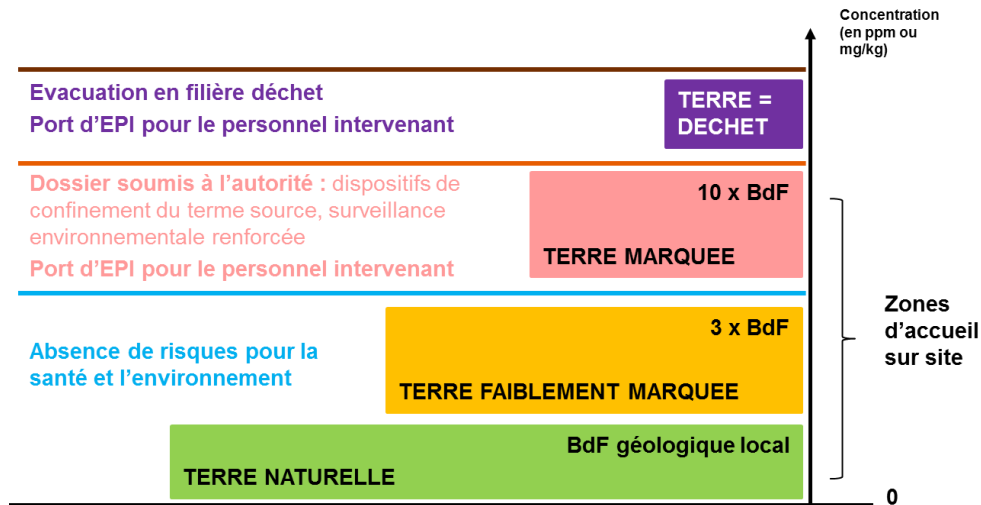 Concentration
(en ppm ou
mg/kg)
Evacuation en filière déchet
Port d’EPI pour le personnel intervenant
TERRE =
DECHET
Dossier soumis à l’autorité : dispositifs de
confinement du terme source, surveillance
environnementale renforcée
Port d’EPI pour le personnel intervenant
10 x BdF
TERRE MARQUEE
Zones
d’accueil
sur site
Absence de risques pour la
santé et l’environnement
3 x BdF
TERRE FAIBLEMENT MARQUEE
BdF géologique local
TERRE NATURELLE
0